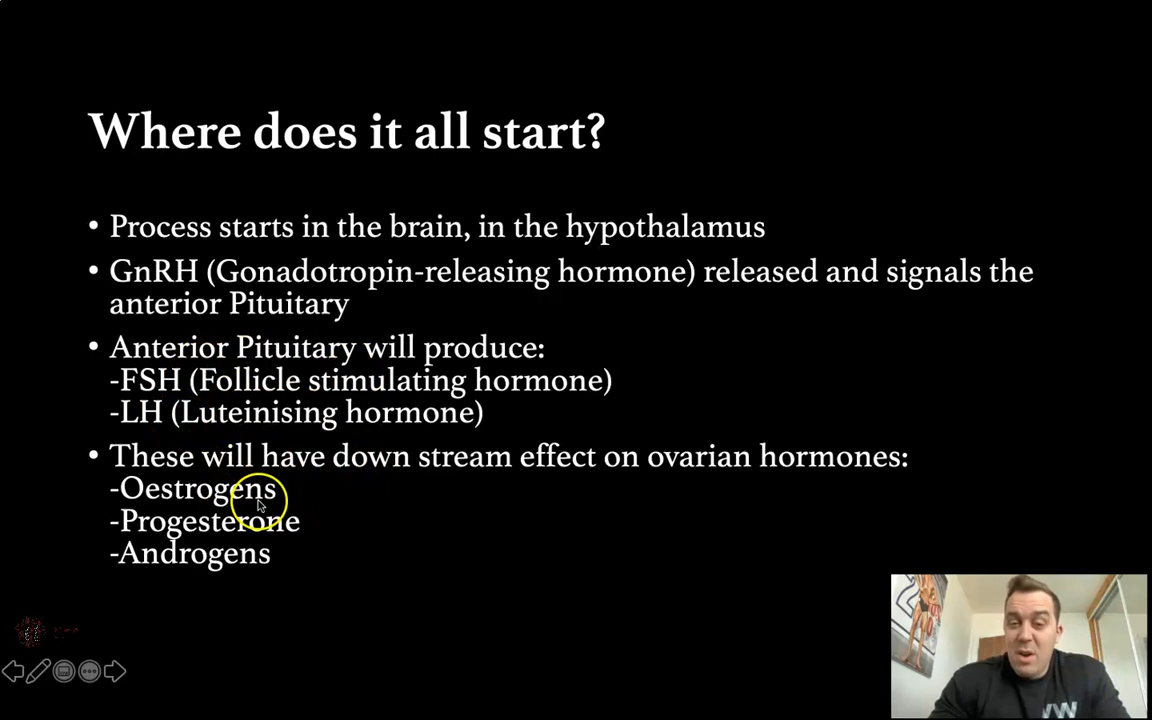 Where does it all start?
• Process starts in the brain, in the hypothalamus
• GnRH (Gonadotropin-releasing hormone) released and signals the
anterior Pituitary
• Anterior Pituitary will produce:
-FSH (Follicle stimulating hormone)
-LH (Luteinising hormone)
• These will have down stream effect on ovarian hormones:
-Oestrogens
-Progesterone
-Androgens